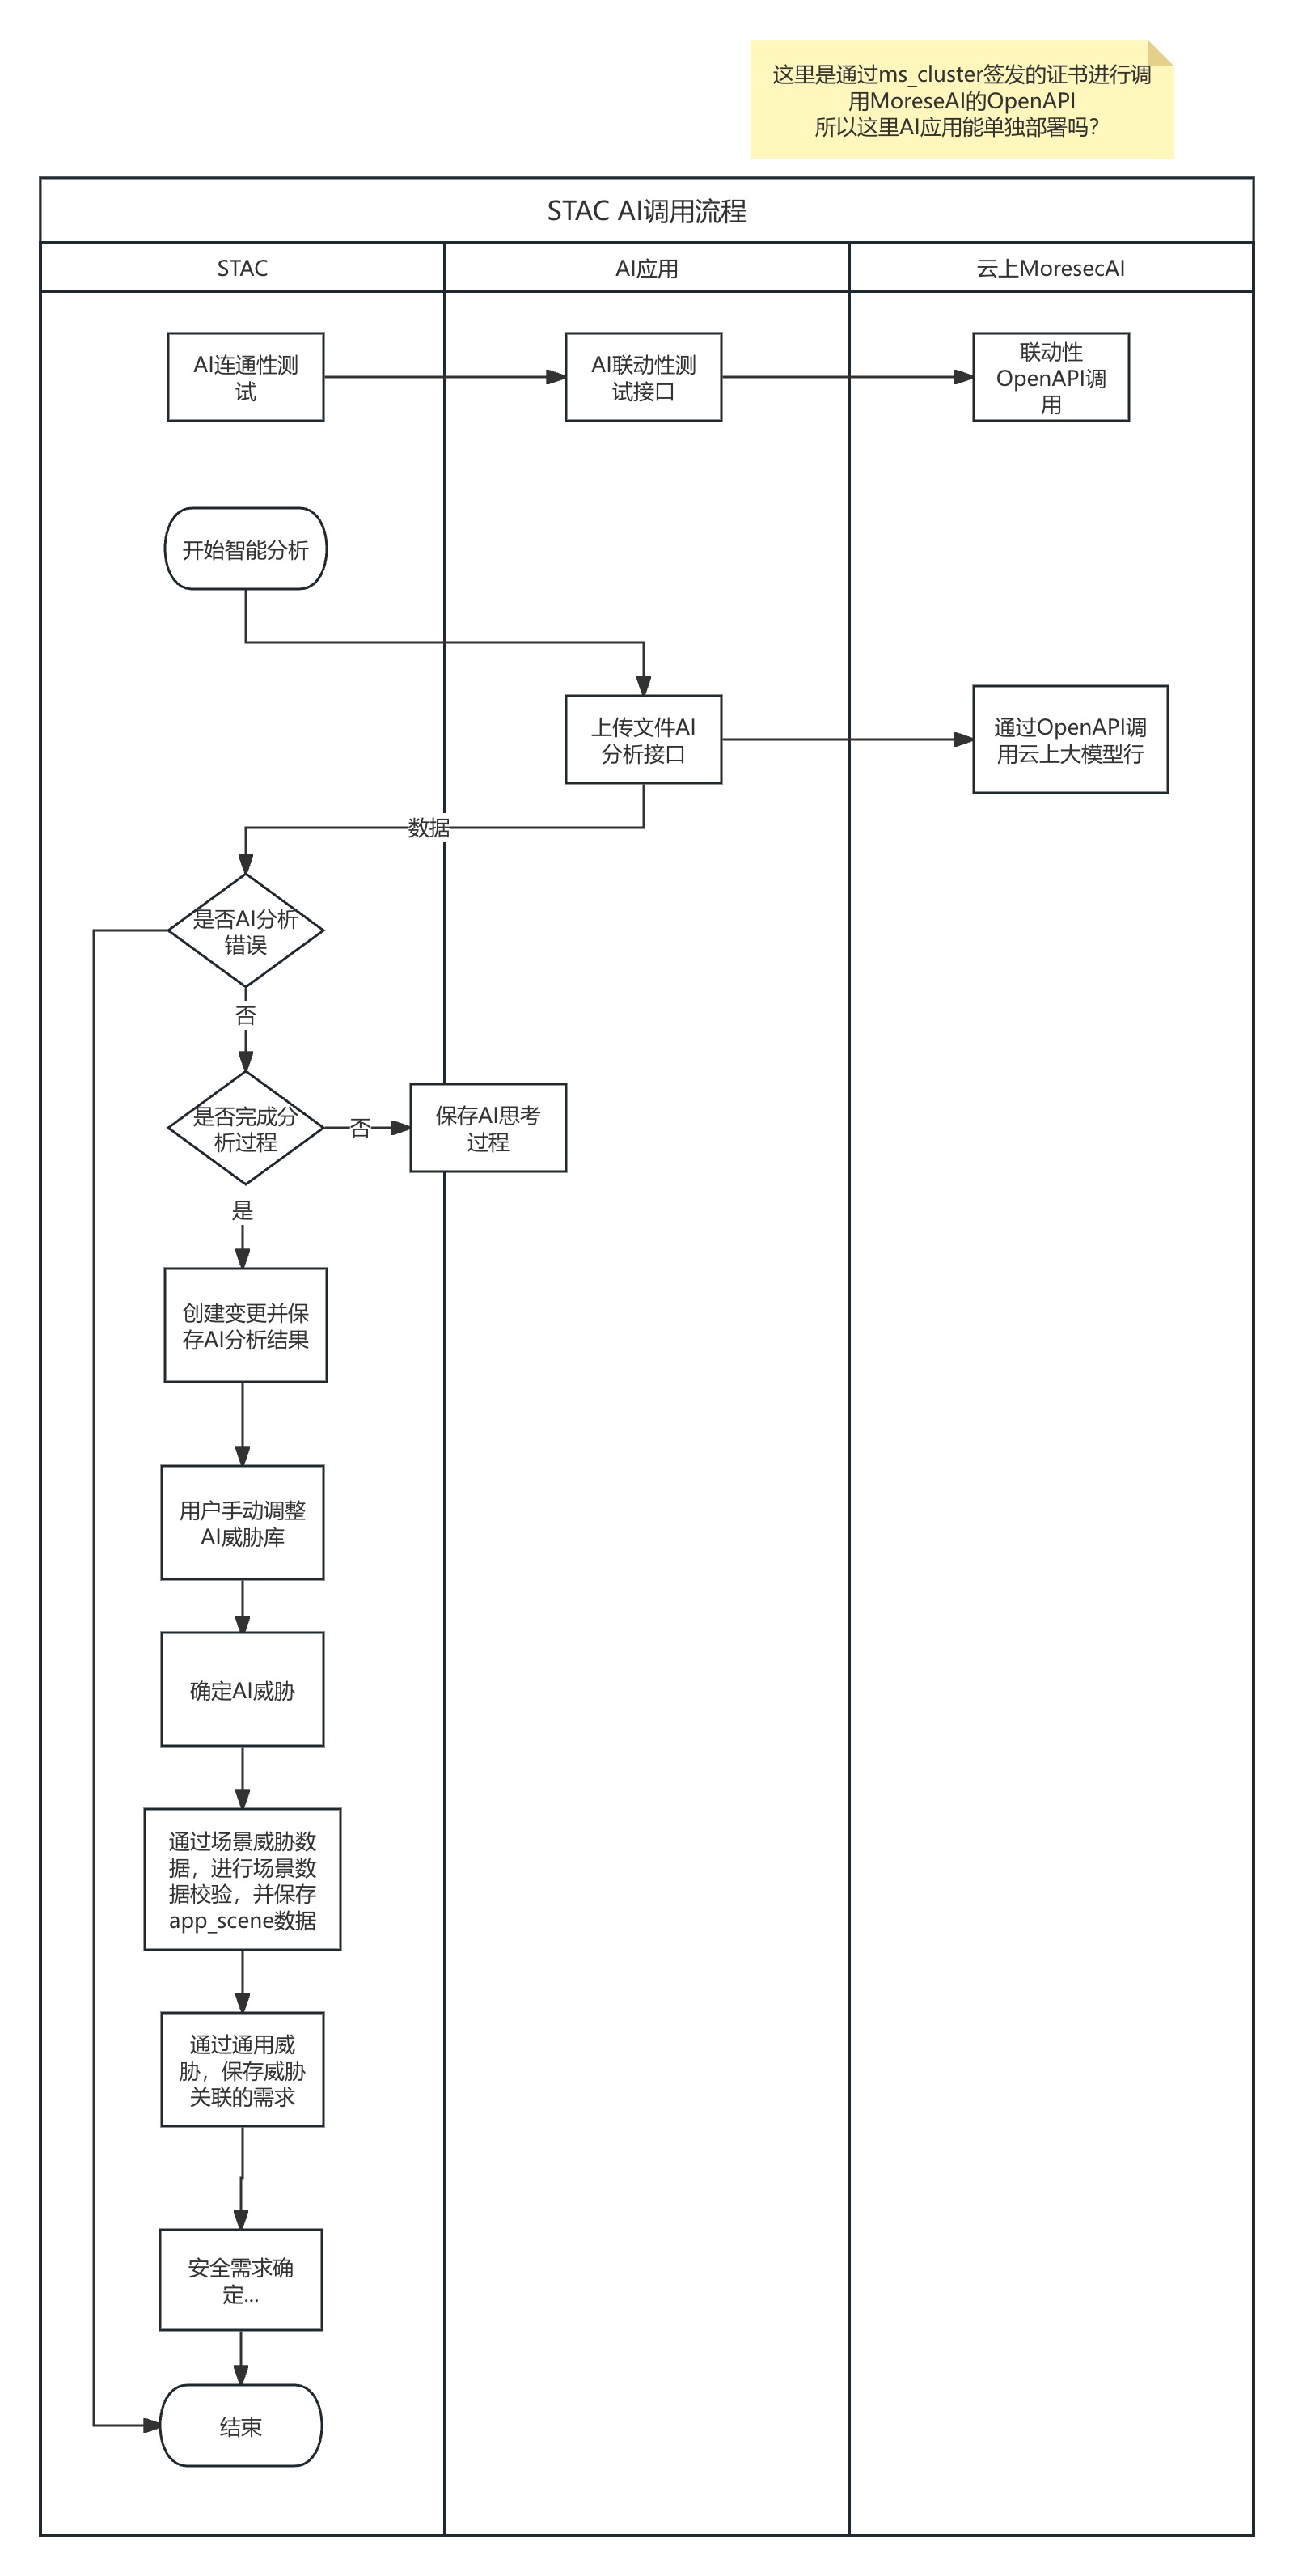 这里是通过ms_cluster签发的证书进行调
用MoreseAI的OpenAPI
所以这里AI应用能单独部署吗？
STAC AI调用流程
STAC
AI应用
云上MoresecAI
AI连通性测
试
AI联动性测
试接口
联动性
OpenAPI调
用
开始智能分析
上传文件AI
分析接口
通过OpenAPI调
用云上大模型行
数据
是否AI分析
错误
否
是否完成分
析过程
否
保存AI思考
过程
是
创建变更并保
存AI分析结果
用户手动调整
AI威胁库
确定AI威胁
通过场景威胁数
据，进行场景数
据校验，并保存
app_scene数据
通过通用威
胁，保存威胁
关联的需求
安全需求确
定...
结束